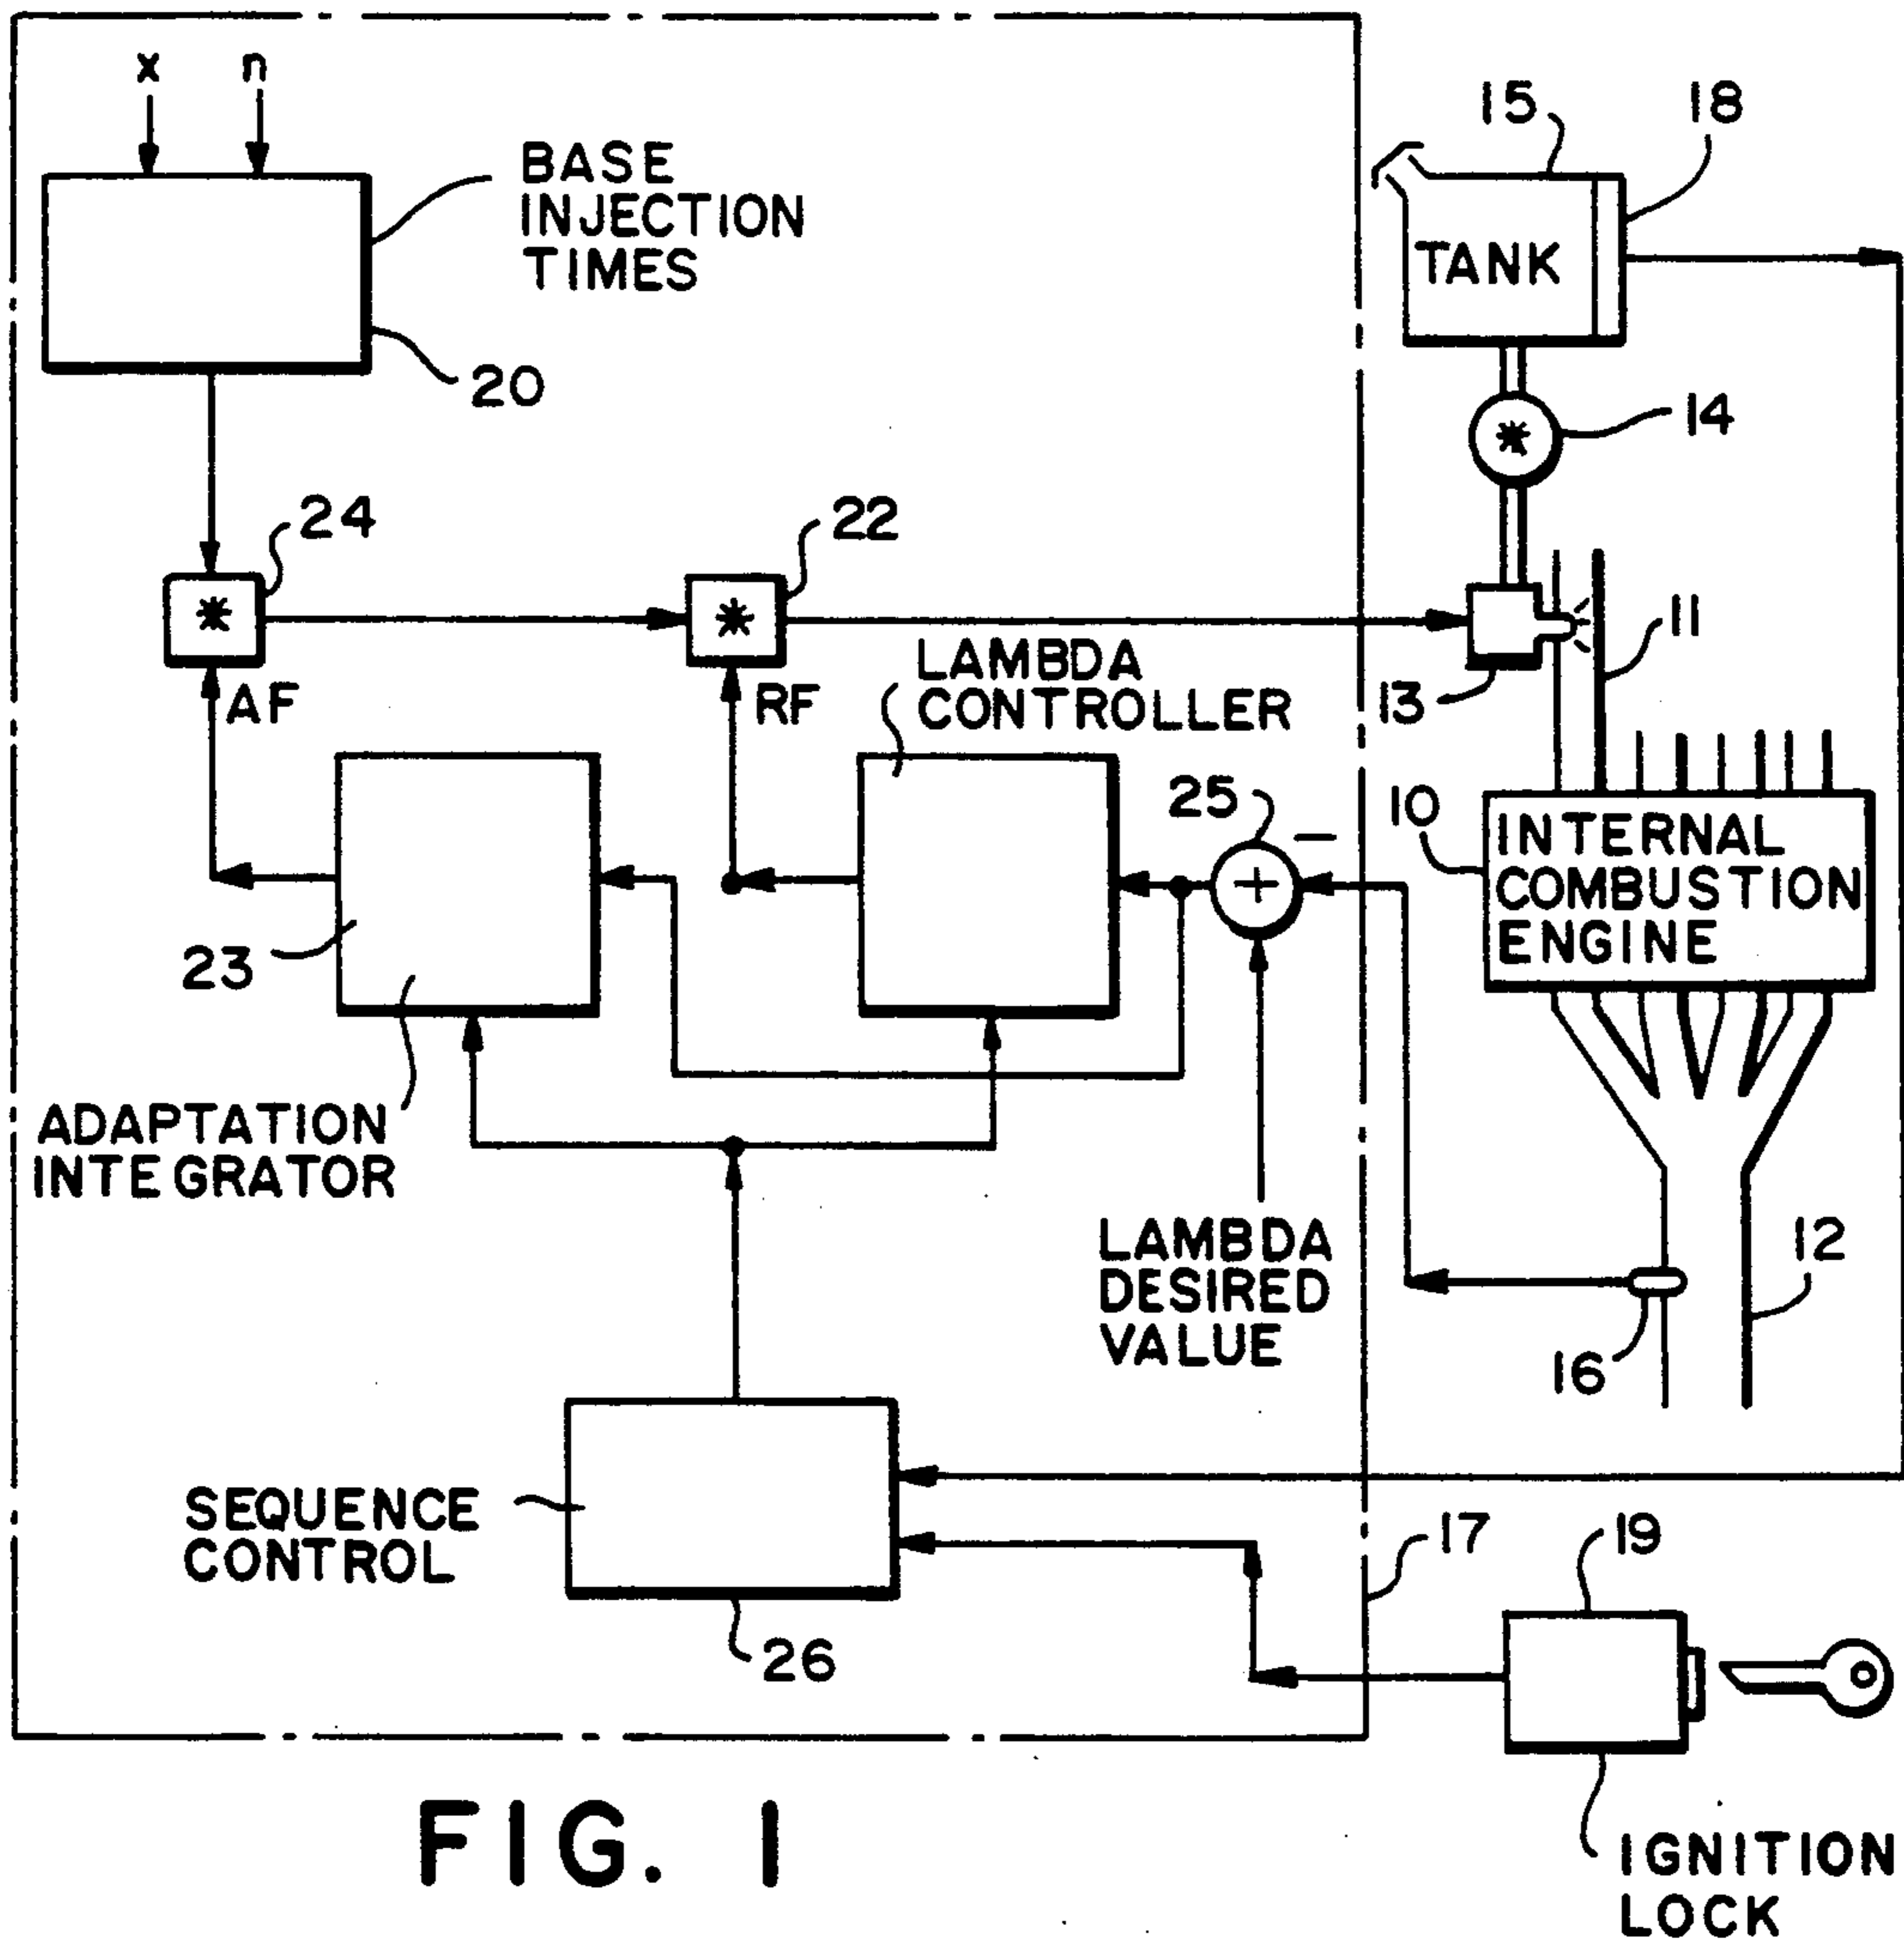 x
n
BASE
INJECTION
TIMES
20
15
18
TANK
14
24
22
*
*
*
AF
RF
LAMBDA
CONTROLLER
13
11
25
−
+
10
INTERNAL
COMBUSTION
ENGINE
23
ADAPTATION
INTEGRATOR
LAMBDA
DESIRED
VALUE
12
16
SEQUENCE
CONTROL
26
17
19
IGNITION
LOCK
FIG. 1